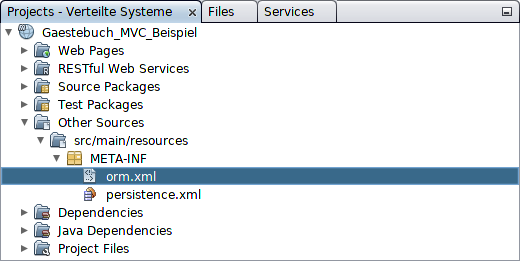 Projects - Verteilte Systeme Files Services
Gaestebuch_MVC_Beispiel
Web Pages
RESTful Web Services
Source Packages
Test Packages
Other Sources
src/main/resources
META-INF
orm.xml
persistence.xml
Dependencies
Java Dependencies
Project Files